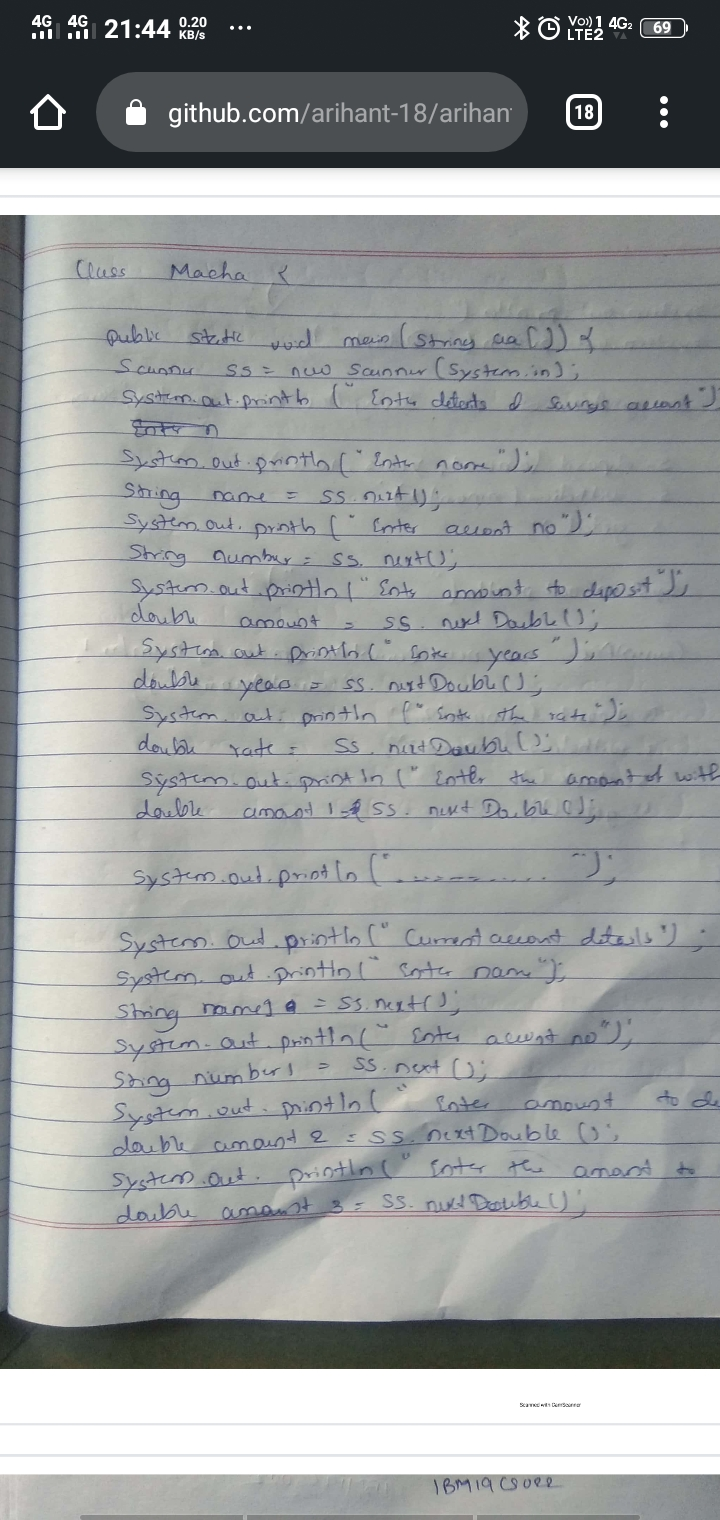 4G 4G 21:44 0.20 KB/s ... Vo)) 1 LTE2 4G2 69
github.com/arihant-18/arihan 18
Class Macha {
public static void main (String aa[]) {
Scanner ss = new Scanner (System.in);
System.out.println (" Enter details of savings account")
Enter n
System.out.println (" Enter name");
String name = ss.next();
System.out.println (" Enter account no");
String number = ss.next();
System.out.println (" Enter amount to deposit");
double amount = ss.nextDouble();
System.out.println (" Enter years ");
double years = ss.nextDouble();
System.out.println (" Enter the rate");
double rate = ss.nextDouble();
System.out.println (" Enter the amount of with
double amount 1 = ss.nextDouble();
System.out.println (". - - - - - - . . . . ");
System.out.println (" Current account details") ;
System.out.println (" Enter name");
String name1 = ss.next();
System.out.println (" Enter account no");
String number1 = ss.next();
System.out.println (" Enter amount to de
double amount 2 = ss.nextDouble ();
System.out.println (" Enter the amount to
double amount 3 = ss.nextDouble();
Scanned with CamScanner
1BM19CS022